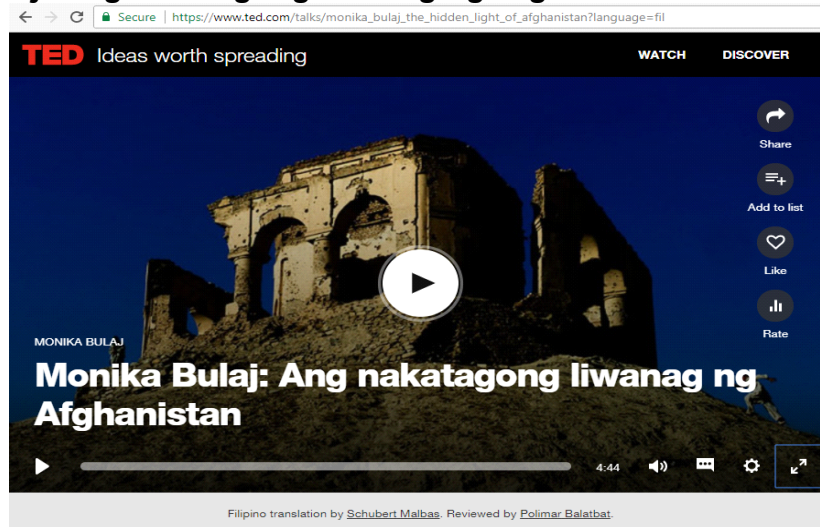 Secure | https://www.ted.com/talks/monika_bulaj_the_hidden_light_of_afghanistan?language=fil
TED Ideas worth spreading
WATCH DISCOVER
Share
Add to list
Like
Rate
MONIKA BULAJ
Monika Bulaj: Ang nakatagong liwanag ng
Afghanistan
4:44
Filipino translation by Schubert Malbas. Reviewed by Polimar Balatbat.